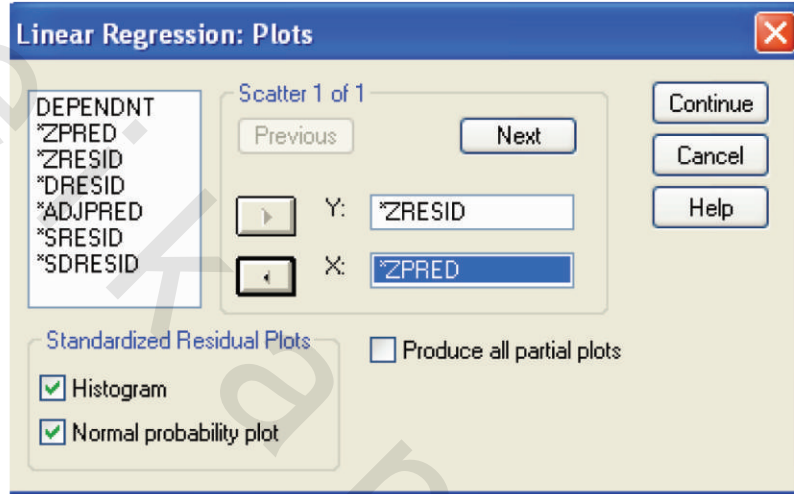 Linear Regression: Plots
DEPENDNT
*ZPRED
*ZRESID
*DRESID
*ADJPRED
*SRESID
*SDRESID
Scatter 1 of 1
Previous
Next
Y: *ZRESID
X: *ZPRED
Continue
Cancel
Help
Standardized Residual Plots
Histogram
Normal probability plot
Produce all partial plots